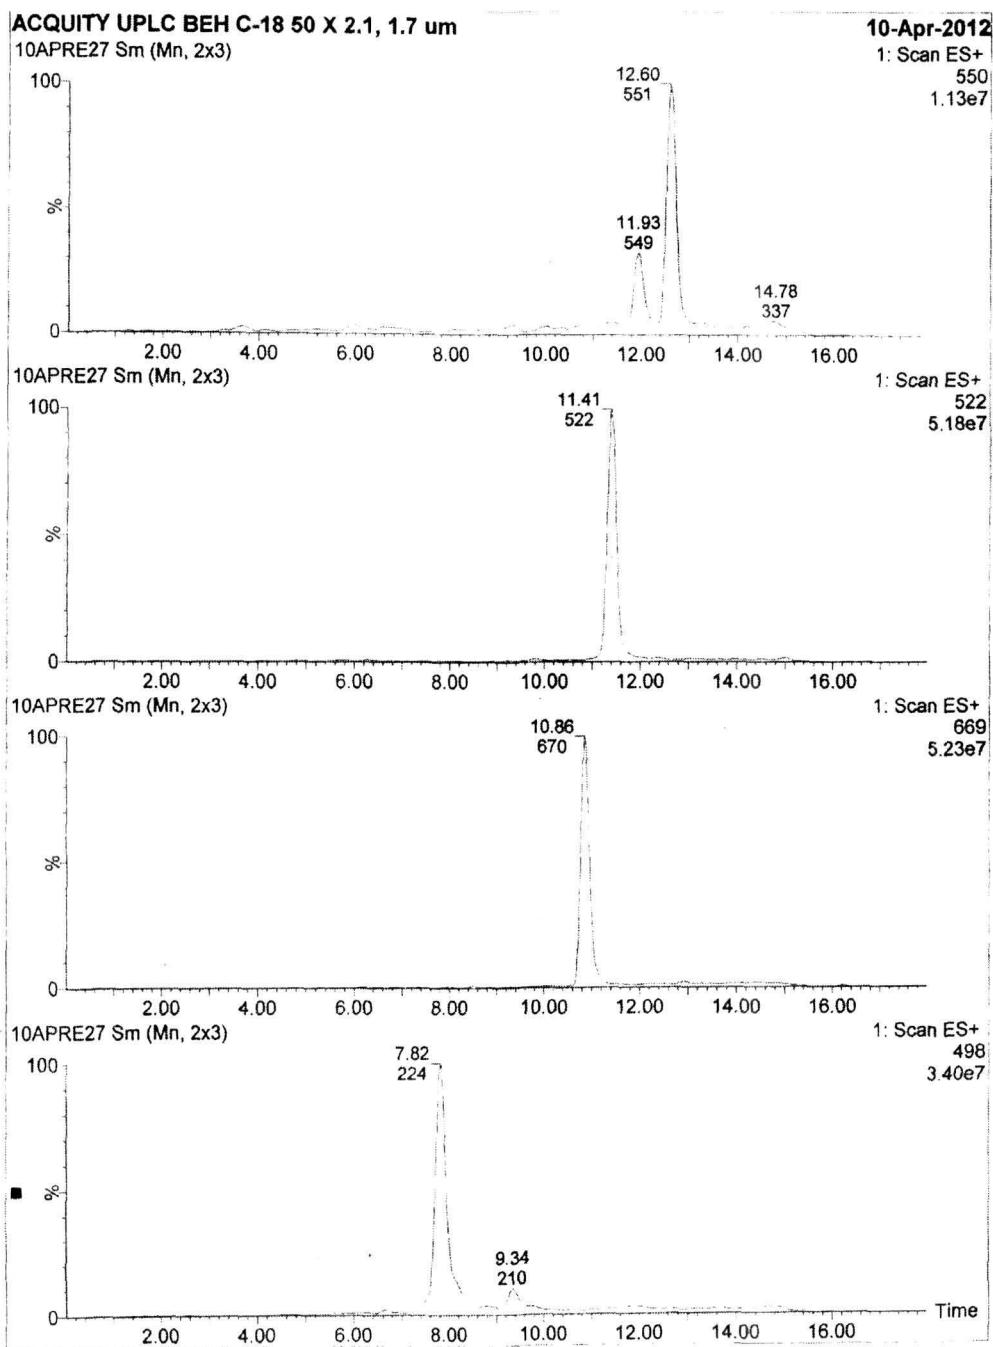 ACQUITY UPLC BEH C-18 50 X 2.1, 1.7 um 10-Apr-2012
10APRE27 Sm (Mn, 2x3) 1: Scan ES+
550
1.13e7
100
12.60
551
%
11.93
549
14.78
337
0
2.00 4.00 6.00 8.00 10.00 12.00 14.00 16.00
10APRE27 Sm (Mn, 2x3) 1: Scan ES+
522
5.18e7
100
11.41
522
%
0
2.00 4.00 6.00 8.00 10.00 12.00 14.00 16.00
10APRE27 Sm (Mn, 2x3) 1: Scan ES+
669
5.23e7
100
10.86
670
%
0
2.00 4.00 6.00 8.00 10.00 12.00 14.00 16.00
10APRE27 Sm (Mn, 2x3) 1: Scan ES+
498
3.40e7
100
7.82
224
%
9.34
210
0
Time
2.00 4.00 6.00 8.00 10.00 12.00 14.00 16.00